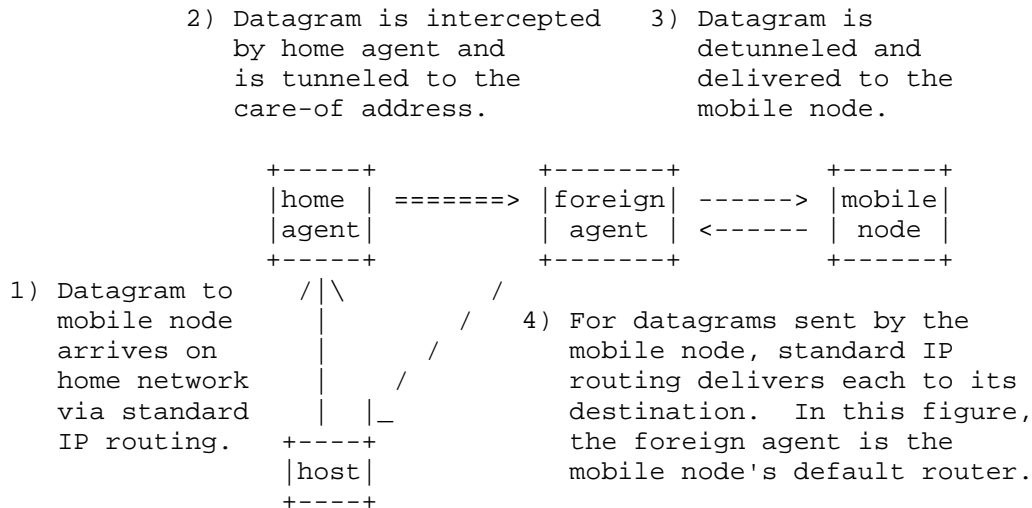 2) Datagram is intercepted
by home agent and
is tunneled to the
care-of address.
3) Datagram is
detunneled and
delivered to the
mobile node.
home
agent
foreign
agent
mobile
node
1) Datagram to
mobile node
arrives on
home network
via standard
IP routing.
4) For datagrams sent by the
mobile node, standard IP
routing delivers each to its
destination. In this figure,
the foreign agent is the
mobile node's default router.
host